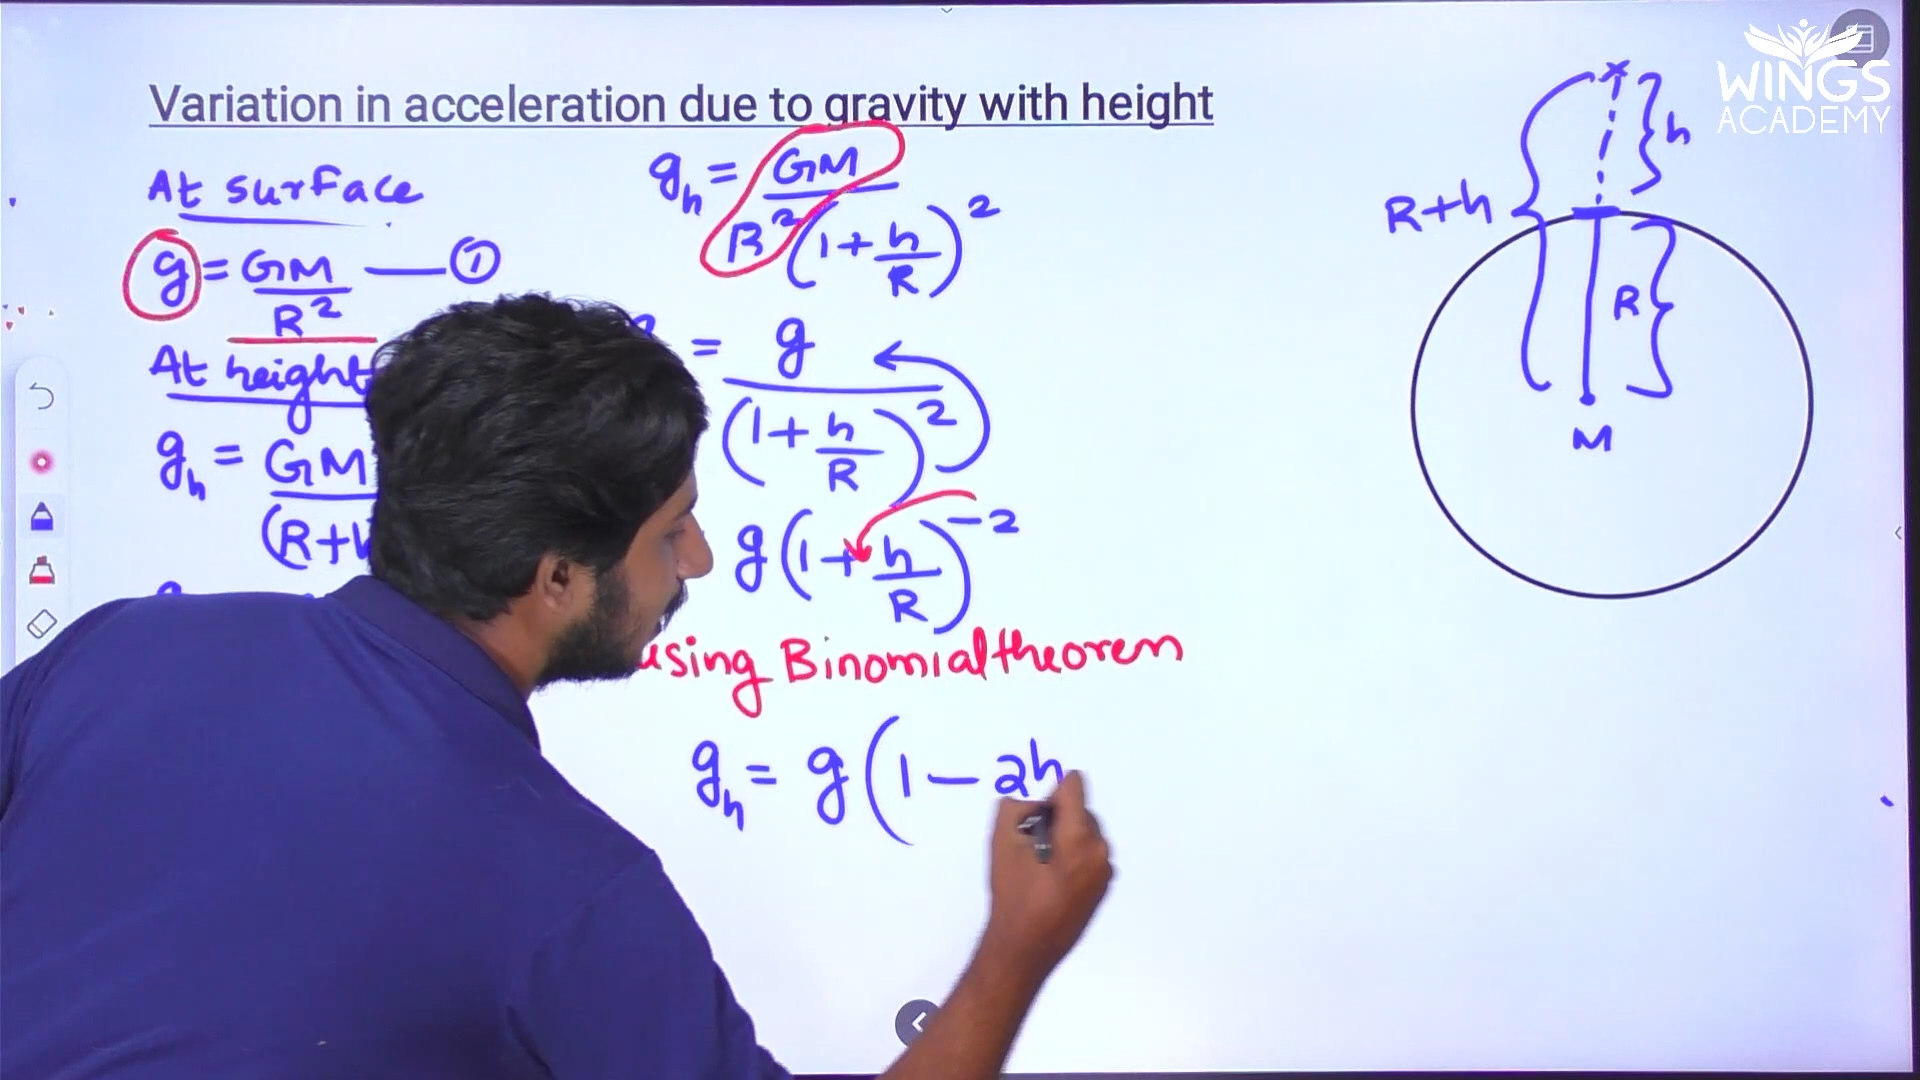 WINGS
ACADEMY
Variation in acceleration due to gravity with height
At surface
g = GM/R² — ①
At height
g_h = GM
(R+h
g_h = GM/R²(1+h/R)²
= g/(1+h/R)²
g(1+h/R)⁻²
using Binomial theorem
g_h = g(1 - 2h
R+h
h
R
M